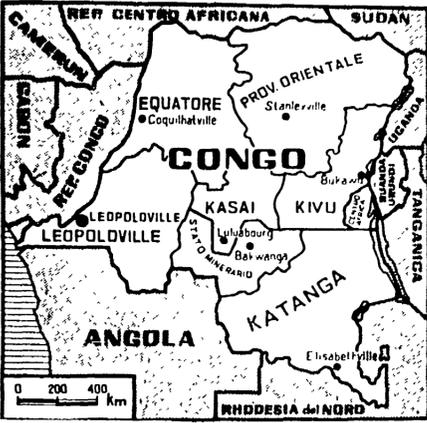 REP. CENTRO AFRICANA
SUDAN
CAMERUN
PROV. ORIENTALE
GABON
EQUATORE
Coquilhatville
Stanleyville
UGANDA
REP. CONGO
CONGO
Bukavu
RUANDA
LEOPOLDVILLE
LEOPOLDVILLE
KASAI
KIVU
STATO MINERARIO
Luluabourg
Bakwanga
TANGANICA
KATANGA
ANGOLA
Elisabethville
0 200 400
Km
RHODESIA del NORD